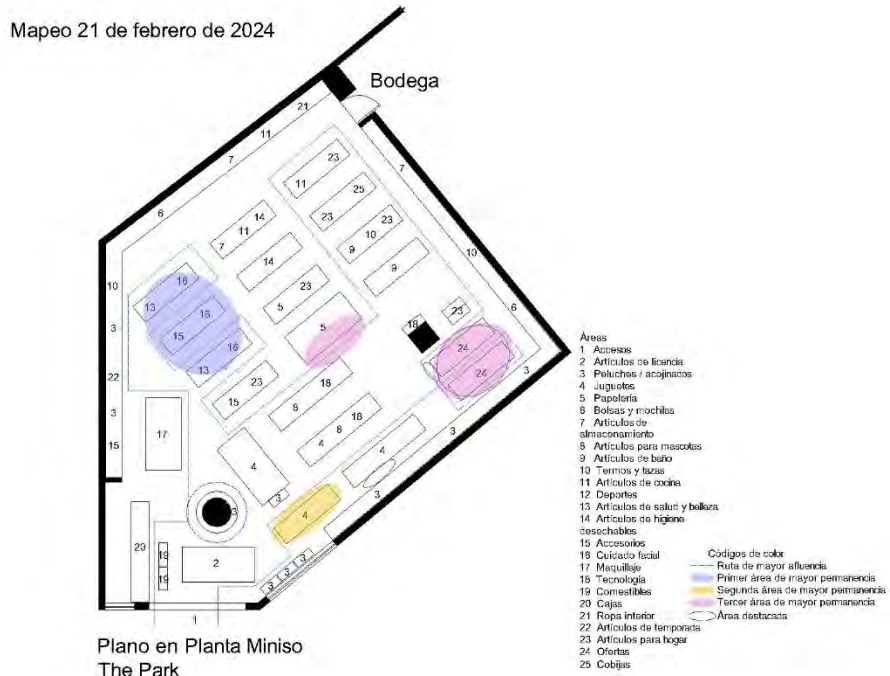 Mapeo 21 de febrero de 2024
Bodega
21
11
7
6
7
10
6
3
3
3
23
11
25
23
23
10
9
9
14
11
7
14
23
5
5
18
23
16
13
16
15
16
13
23
15
10
3
22
3
15
17
18
8
18
8
4
24
24
4
4
3
4
3
20
19
19
2
3
3
3
1
Plano en Planta Miniso
The Park
Áreas
1 Accesos
2 Artículos de licencia
3 Peluches / acojinados
4 Juguetes
5 Papelería
6 Bolsas y mochilas
7 Artículos de
almacenamiento
8 Artículos para mascotas
9 Artículos de baño
10 Termos y tazas
11 Artículos de cocina
12 Deportes
13 Artículos de salud y belleza
14 Artículos de higiene
desechables
15 Accesorios
16 Cuidado facial
17 Maquillaje
18 Tecnología
19 Comestibles
20 Cajas
21 Ropa interior
22 Artículos de temporada
23 Artículos para hogar
24 Ofertas
25 Cobijas
Códigos de color
Ruta de mayor afluencia
Primer área de mayor permanencia
Segunda área de mayor permanencia
Tercer área de mayor permanencia
Área destacada